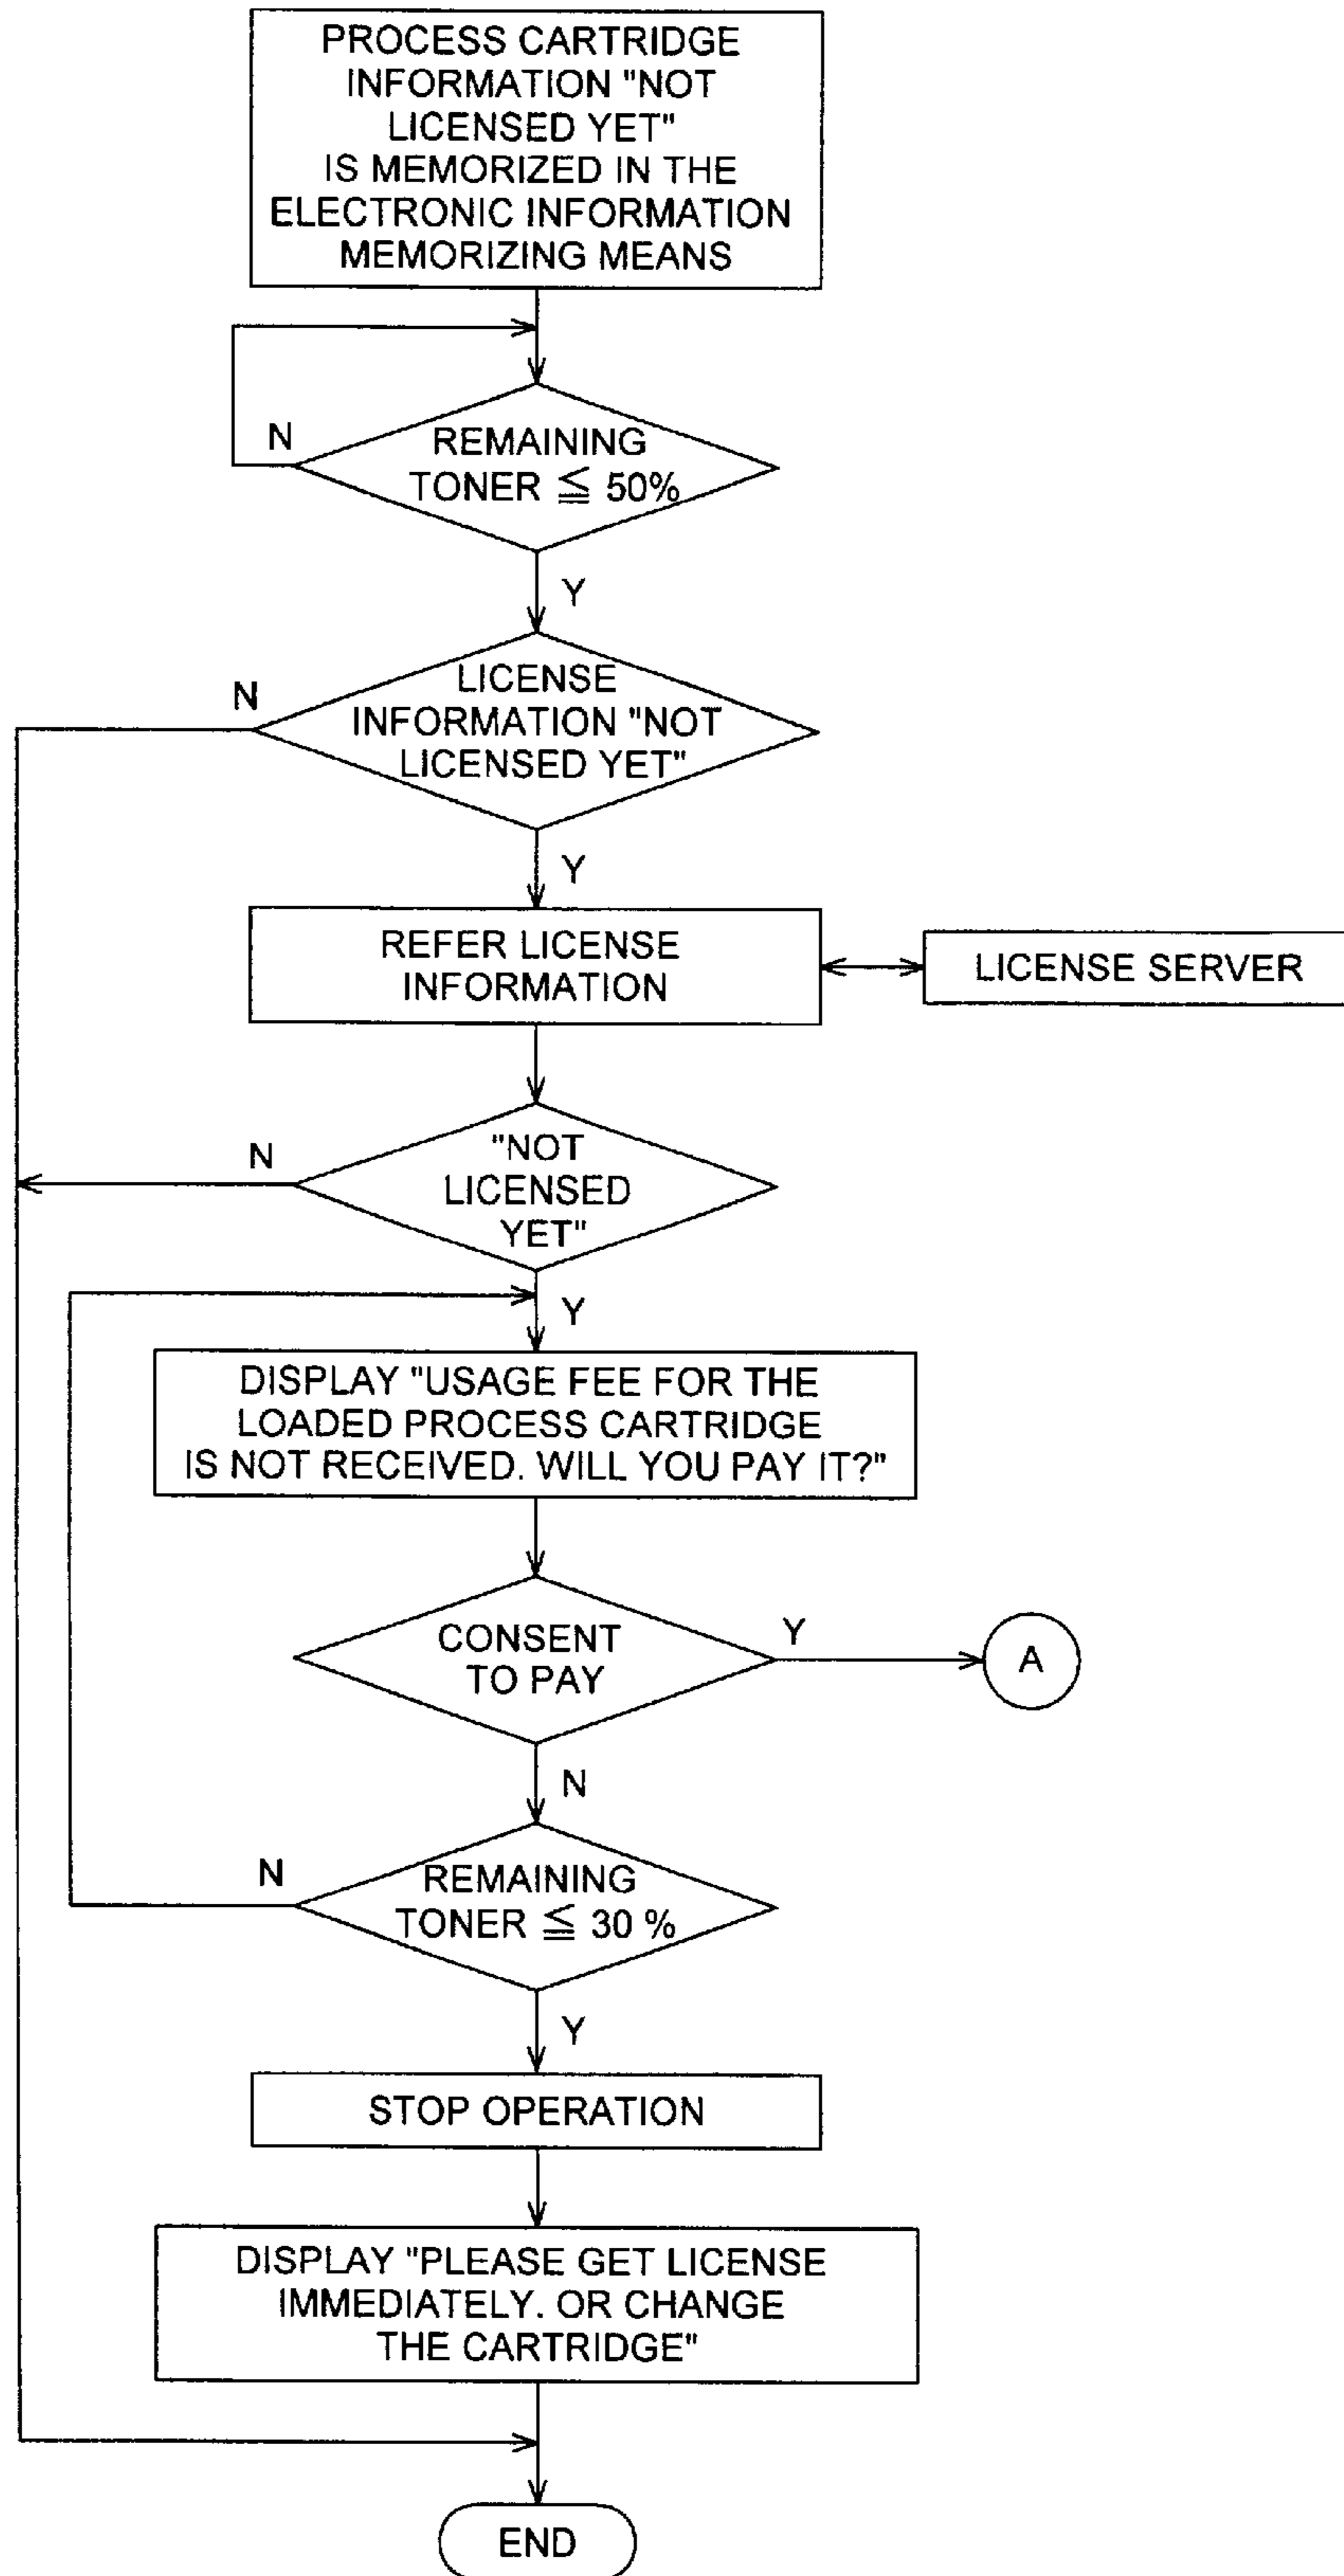 PROCESS CARTRIDGE
INFORMATION "NOT
LICENSED YET"
IS MEMORIZED IN THE
ELECTRONIC INFORMATION
MEMORIZING MEANS
N
REMAINING
TONER ≦ 50%
Y
N
LICENSE
INFORMATION "NOT
LICENSED YET"
Y
REFER LICENSE
INFORMATION
LICENSE SERVER
N
"NOT
LICENSED
YET"
Y
DISPLAY "USAGE FEE FOR THE
LOADED PROCESS CARTRIDGE
IS NOT RECEIVED. WILL YOU PAY IT?"
CONSENT
TO PAY
Y
A
N
N
REMAINING
TONER ≦ 30 %
Y
STOP OPERATION
DISPLAY "PLEASE GET LICENSE
IMMEDIATELY. OR CHANGE
THE CARTRIDGE"
END